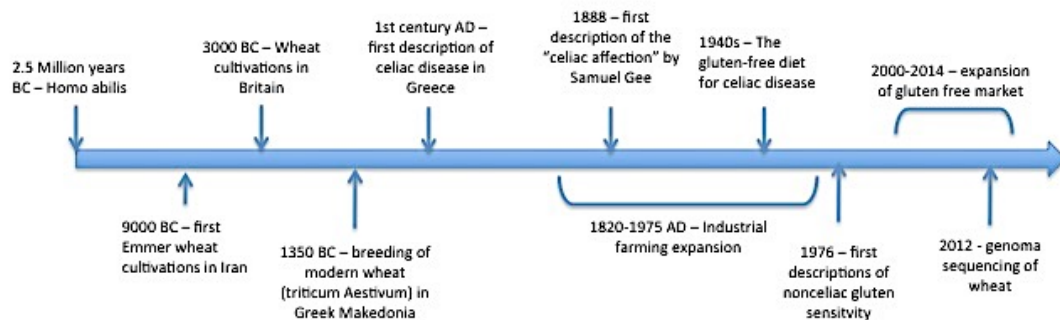 2.5 Million years
BC – Homo abilis
3000 BC – Wheat
cultivations in
Britain
1st century AD –
first description of
celiac disease in
Greece
1888 – first
description of the
“celiac affection” by
Samuel Gee
1940s – The
gluten-free diet
for celiac disease
2000-2014 – expansion
of gluten free market
9000 BC – first
Emmer wheat
cultivations in Iran
1350 BC – breeding of
modern wheat
(triticum Aestivum) in
Greek Makedonia
1820-1975 AD – Industrial
farming expansion
1976 – first
descriptions of
nonceliac gluten
sensitvity
2012 - genoma
sequencing of
wheat